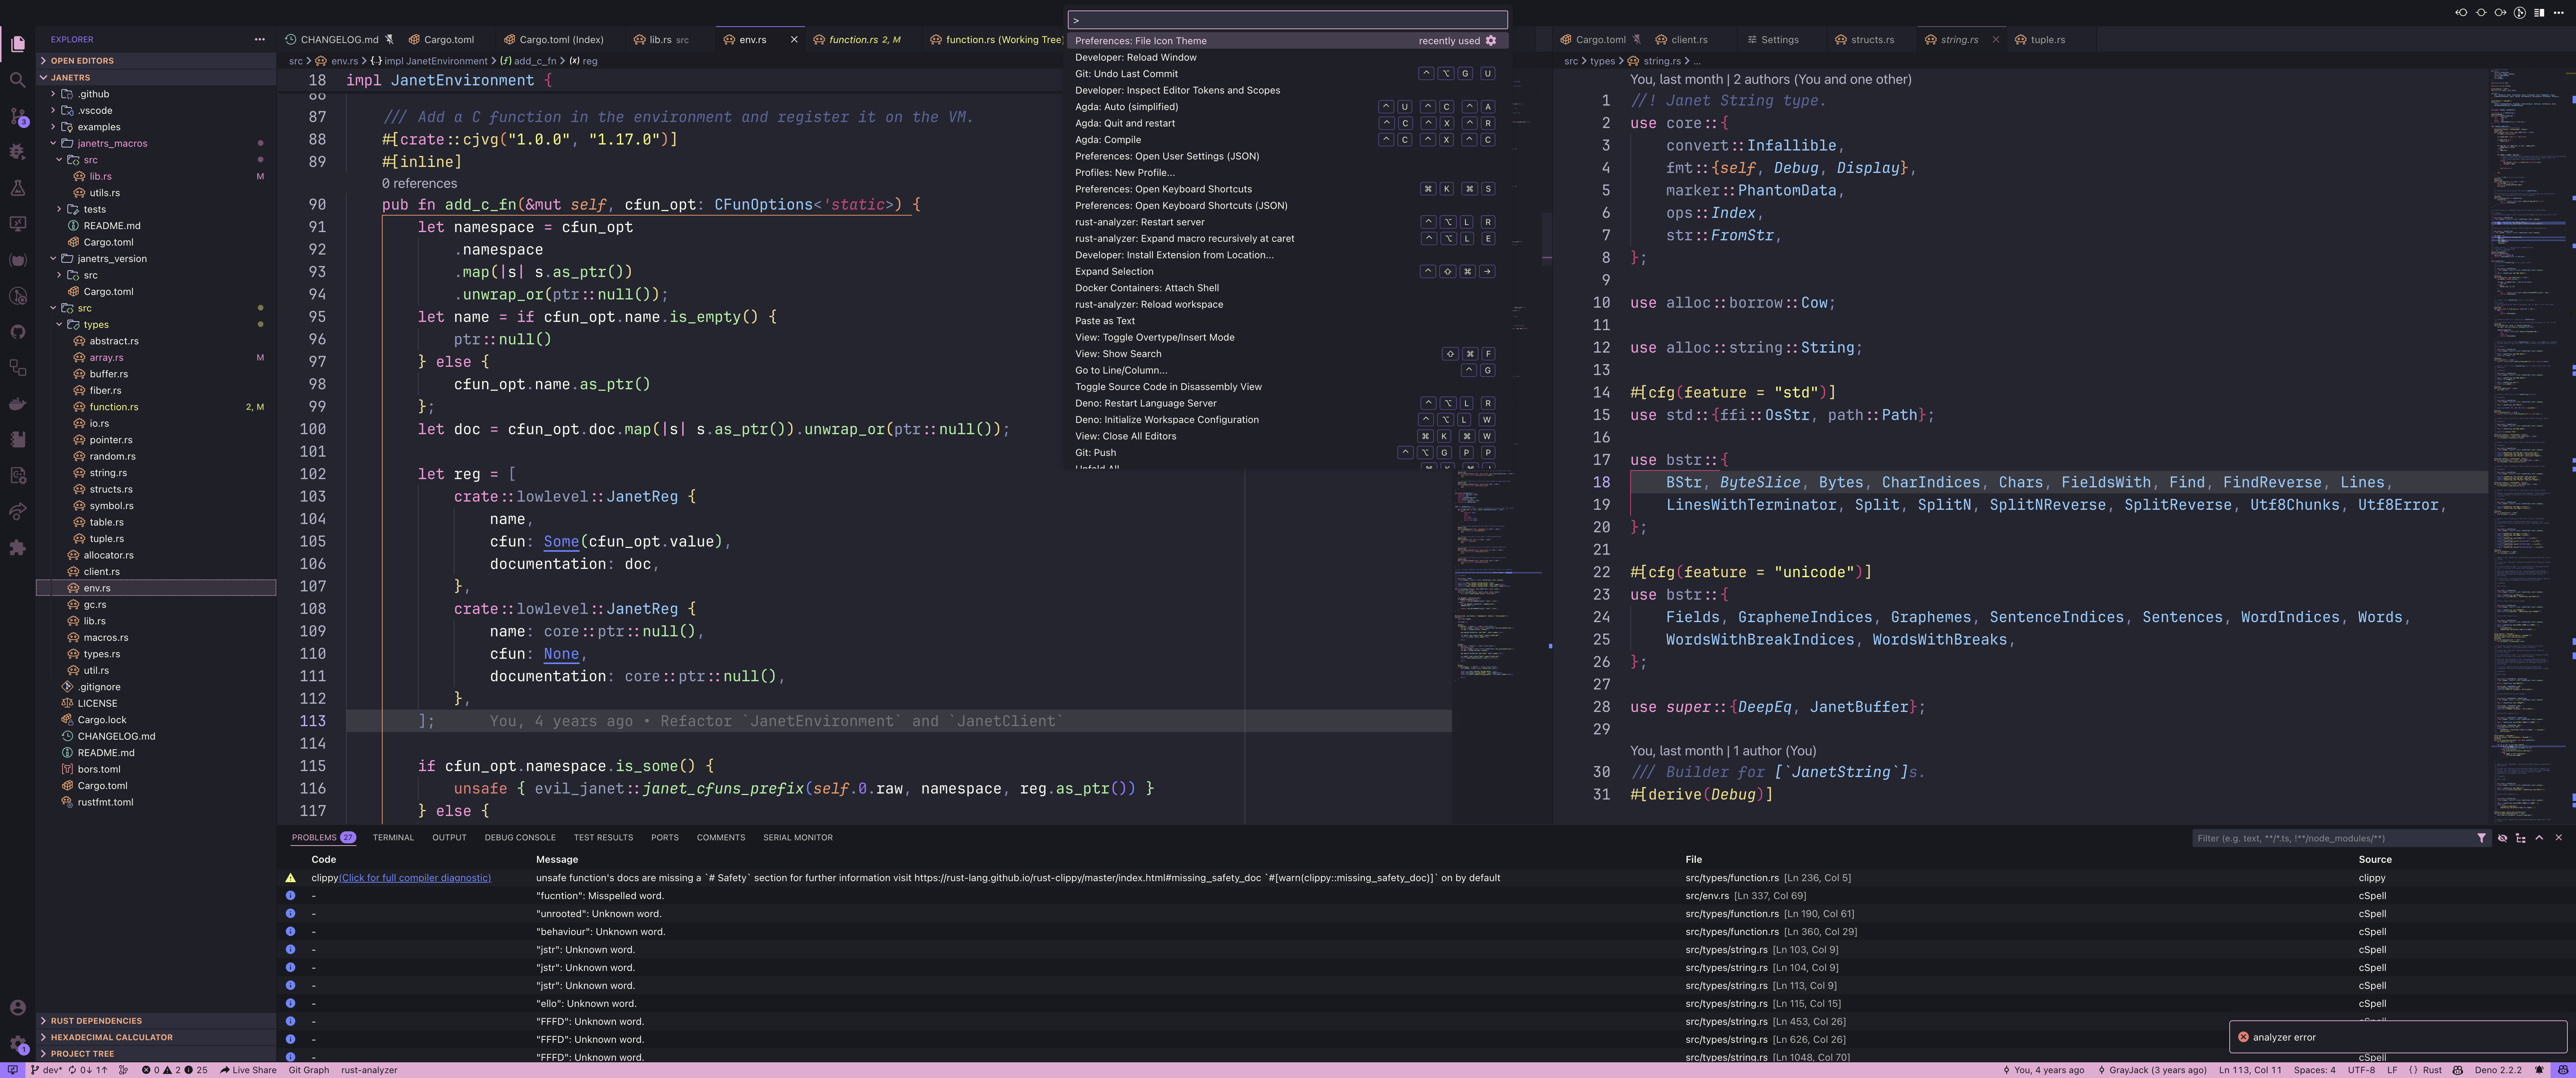 >
EXPLORER
CHANGELOG.md
Cargo.toml
Cargo.toml (Index)
lib.rs src
env.rs
function.rs 2, M
function.rs (Working Tree)
Preferences: File Icon Theme recently used
Developer: Reload Window
Git: Undo Last Commit ⌃ ⌥ G U
Developer: Inspect Editor Tokens and Scopes
Agda: Auto (simplified) ⌃ U ⌃ C ⌃ A
Agda: Quit and restart ⌃ C ⌃ X ⌃ R
Agda: Compile ⌃ C ⌃ X ⌃ C
Preferences: Open User Settings (JSON)
Profiles: New Profile...
Preferences: Open Keyboard Shortcuts ⌘ K ⌘ S
Preferences: Open Keyboard Shortcuts (JSON)
rust-analyzer: Restart server ⌃ ⌥ L R
rust-analyzer: Expand macro recursively at caret ⌃ ⌥ L E
Developer: Install Extension from Location...
Expand Selection ⌃ ⇧ ⌘ →
Docker Containers: Attach Shell
rust-analyzer: Reload workspace
Paste as Text
View: Toggle Overtype/Insert Mode
View: Show Search ⇧ ⌘ F
Go to Line/Column... ⌃ G
Toggle Source Code in Disassembly View
Deno: Restart Language Server ⌃ ⌥ L R
Deno: Initialize Workspace Configuration ⌃ ⌥ L W
View: Close All Editors ⌘ K ⌘ W
Git: Push ⌃ ⌥ G P P
Unfold All
OPEN EDITORS
JANETRS
.github
.vscode
examples
janetrs_macros
src
lib.rs M
utils.rs
tests
README.md
Cargo.toml
janetrs_version
src
Cargo.toml
src
types
abstract.rs
array.rs M
buffer.rs
fiber.rs
function.rs 2, M
io.rs
pointer.rs
random.rs
string.rs
structs.rs
symbol.rs
table.rs
tuple.rs
allocator.rs
client.rs
env.rs
gc.rs
lib.rs
macros.rs
types.rs
util.rs
.gitignore
LICENSE
Cargo.lock
CHANGELOG.md
README.md
bors.toml
Cargo.toml
rustfmt.toml
RUST DEPENDENCIES
HEXADECIMAL CALCULATOR
PROJECT TREE
src > env.rs > {} impl JanetEnvironment > add_c_fn > reg
18 impl JanetEnvironment {
86
87 /// Add a C function in the environment and register it on the VM.
88 #[crate::cjvg("1.0.0", "1.17.0")]
89 #[inline]
0 references
90 pub fn add_c_fn(&mut self, cfun_opt: CFunOptions<'static>) {
91 let namespace = cfun_opt
92 .namespace
93 .map(|s| s.as_ptr())
94 .unwrap_or(ptr::null());
95 let name = if cfun_opt.name.is_empty() {
96 ptr::null()
97 } else {
98 cfun_opt.name.as_ptr()
99 };
100 let doc = cfun_opt.doc.map(|s| s.as_ptr()).unwrap_or(ptr::null());
101
102 let reg = [
103 crate::lowlevel::JanetReg {
104 name,
105 cfun: Some(cfun_opt.value),
106 documentation: doc,
107 },
108 crate::lowlevel::JanetReg {
109 name: core::ptr::null(),
110 cfun: None,
111 documentation: core::ptr::null(),
112 },
113 ]; You, 4 years ago • Refactor `JanetEnvironment` and `JanetClient`
114
115 if cfun_opt.namespace.is_some() {
116 unsafe { evil_janet::janet_cfuns_prefix(self.0.raw, namespace, reg.as_ptr()) }
117 } else {
Cargo.toml
client.rs
Settings
structs.rs
string.rs
tuple.rs
src > types > string.rs > ...
You, last month | 2 authors (You and one other)
1 //! Janet String type.
2 use core::{
3 convert::Infallible,
4 fmt::{self, Debug, Display},
5 marker::PhantomData,
6 ops::Index,
7 str::FromStr,
8 };
9
10 use alloc::borrow::Cow;
11
12 use alloc::string::String;
13
14 #[cfg(feature = "std")]
15 use std::{ffi::OsStr, path::Path};
16
17 use bstr::{
18 BStr, ByteSlice, Bytes, CharIndices, Chars, FieldsWith, Find, FindReverse, Lines,
19 LinesWithTerminator, Split, SplitN, SplitNReverse, SplitReverse, Utf8Chunks, Utf8Error,
20 };
21
22 #[cfg(feature = "unicode")]
23 use bstr::{
24 Fields, GraphemeIndices, Graphemes, SentenceIndices, Sentences, WordIndices, Words,
25 WordsWithBreakIndices, WordsWithBreaks,
26 };
27
28 use super::{DeepEq, JanetBuffer};
29
You, last month | 1 author (You)
30 /// Builder for [`JanetString`]s.
31 #[derive(Debug)]
PROBLEMS 27 TERMINAL OUTPUT DEBUG CONSOLE TEST RESULTS PORTS COMMENTS SERIAL MONITOR
Filter (e.g. text, **/*.ts, !**/node_modules/**)
Code Message File Source
clippy(Click for full compiler diagnostic) unsafe function's docs are missing a `# Safety` section for further information visit https://rust-lang.github.io/rust-clippy/master/index.html#missing_safety_doc `#[warn(clippy::missing_safety_doc)]` on by default src/types/function.rs [Ln 236, Col 5] clippy
- "fucntion": Misspelled word. src/env.rs [Ln 337, Col 69] cSpell
- "unrooted": Unknown word. src/types/function.rs [Ln 190, Col 61] cSpell
- "behaviour": Unknown word. src/types/function.rs [Ln 360, Col 29] cSpell
- "jstr": Unknown word. src/types/string.rs [Ln 103, Col 9] cSpell
- "jstr": Unknown word. src/types/string.rs [Ln 104, Col 9] cSpell
- "jstr": Unknown word. src/types/string.rs [Ln 113, Col 9] cSpell
- "ello": Unknown word. src/types/string.rs [Ln 115, Col 15] cSpell
- "FFFD": Unknown word. src/types/string.rs [Ln 453, Col 26] cSpell
- "FFFD": Unknown word. src/types/string.rs [Ln 626, Col 26]
- "FFFD": Unknown word. src/types/string.rs [Ln 1048, Col 70] cSpell
analyzer error
3
1
dev* 0↓ 1↑ 0 2 25 Live Share Git Graph rust-analyzer
You, 4 years ago GrayJack (3 years ago) Ln 113, Col 11 Spaces: 4 UTF-8 LF {} Rust Deno 2.2.2